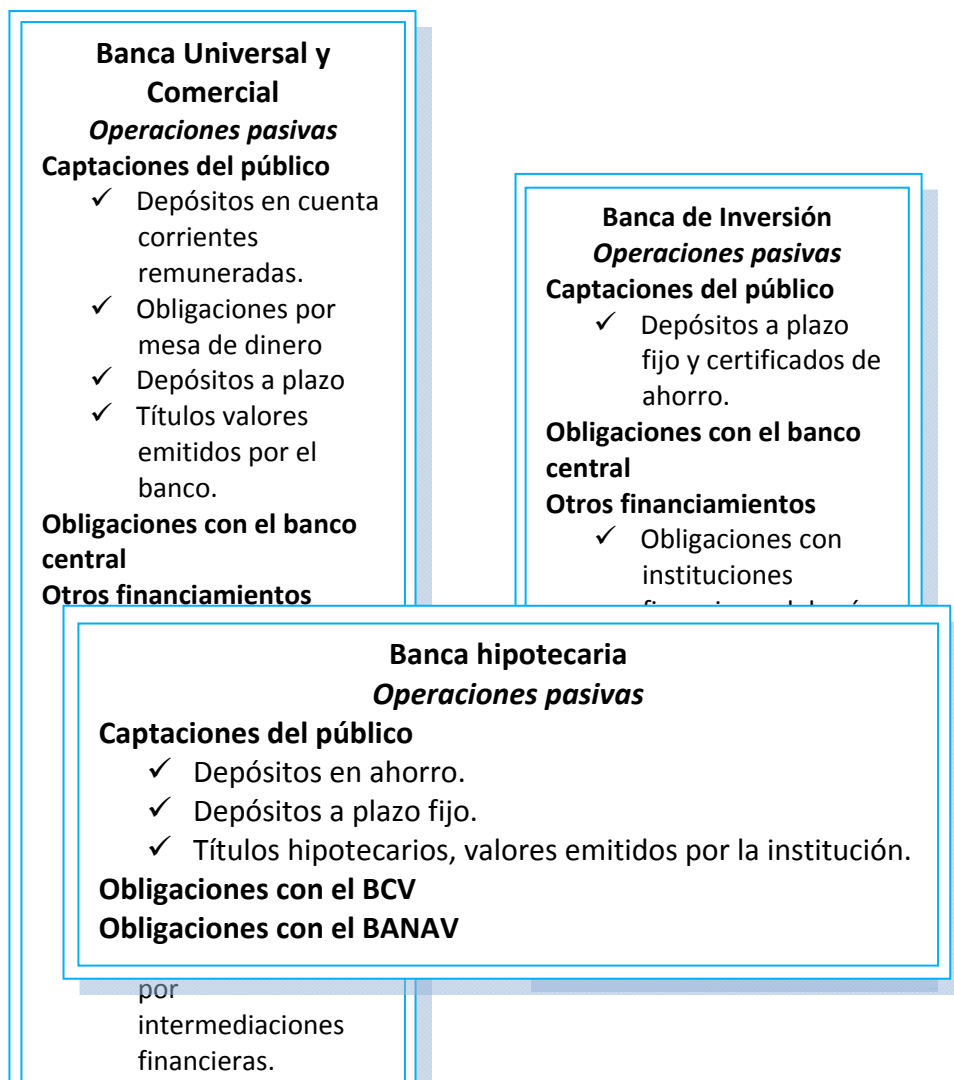 Banca Universal y
Comercial
Operaciones pasivas
Captaciones del público
✓ Depósitos en cuenta
corrientes
remuneradas.
✓ Obligaciones por
mesa de dinero
✓ Depósitos a plazo
✓ Títulos valores
emitidos por el
banco.
Obligaciones con el banco
central
Otros financiamientos
por
intermediaciones
financieras.
Banca de Inversión
Operaciones pasivas
Captaciones del público
✓ Depósitos a plazo
fijo y certificados de
ahorro.
Obligaciones con el banco
central
Otros financiamientos
✓ Obligaciones con
instituciones
Banca hipotecaria
Operaciones pasivas
Captaciones del público
✓ Depósitos en ahorro.
✓ Depósitos a plazo fijo.
✓ Títulos hipotecarios, valores emitidos por la institución.
Obligaciones con el BCV
Obligaciones con el BANAV